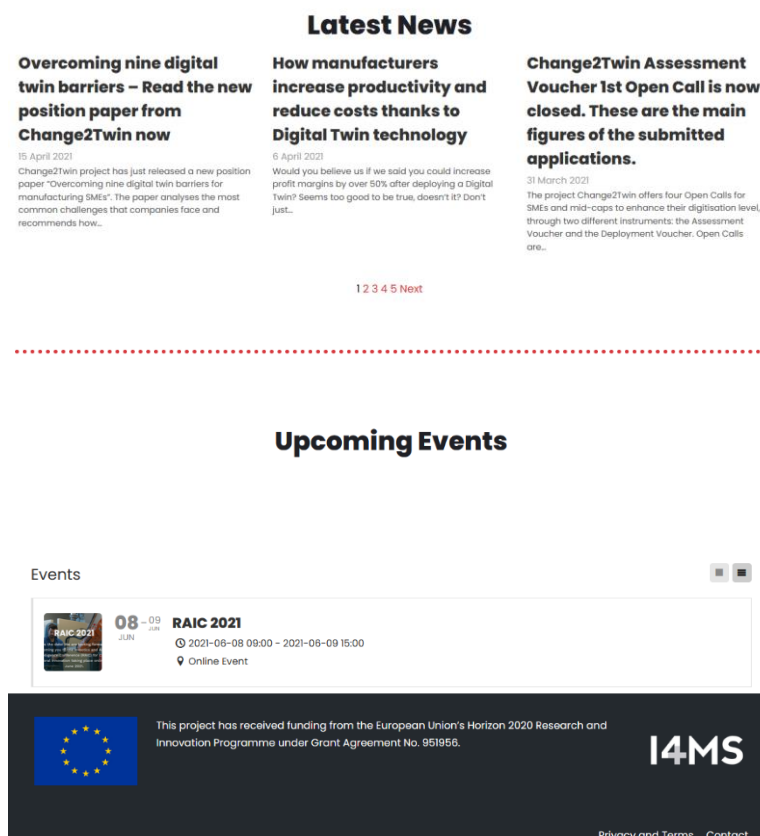 Latest News
Overcoming nine digital
twin barriers – Read the new
position paper from
Change2Twin now
15 April 2021
Change2Twin project has just released a new position
paper “Overcoming nine digital twin barriers for
manufacturing SMEs”. The paper analyses the most
common challenges that companies face and
recommends how…
How manufacturers
increase productivity and
reduce costs thanks to
Digital Twin technology
6 April 2021
Would you believe us if we said you could increase
profit margins by over 50% after deploying a Digital
Twin? Seems too good to be true, doesn’t it? Don’t
just…
Change2Twin Assessment
Voucher 1st Open Call is now
closed. These are the main
figures of the submitted
applications.
31 March 2021
The project Change2Twin offers four Open Calls for
SMEs and mid-caps to enhance their digitisation level,
through two different instruments: the Assessment
Voucher and the Deployment Voucher. Open Calls
are…
1 2 3 4 5 Next
Upcoming Events
Events
RAIC 2021
08 - 09
JUN JUN
RAIC 2021
2021-06-08 09:00 - 2021-06-09 15:00
Online Event
This project has received funding from the European Union’s Horizon 2020 Research and
Innovation Programme under Grant Agreement No. 951956.
I4MS
Privacy and Terms Contact